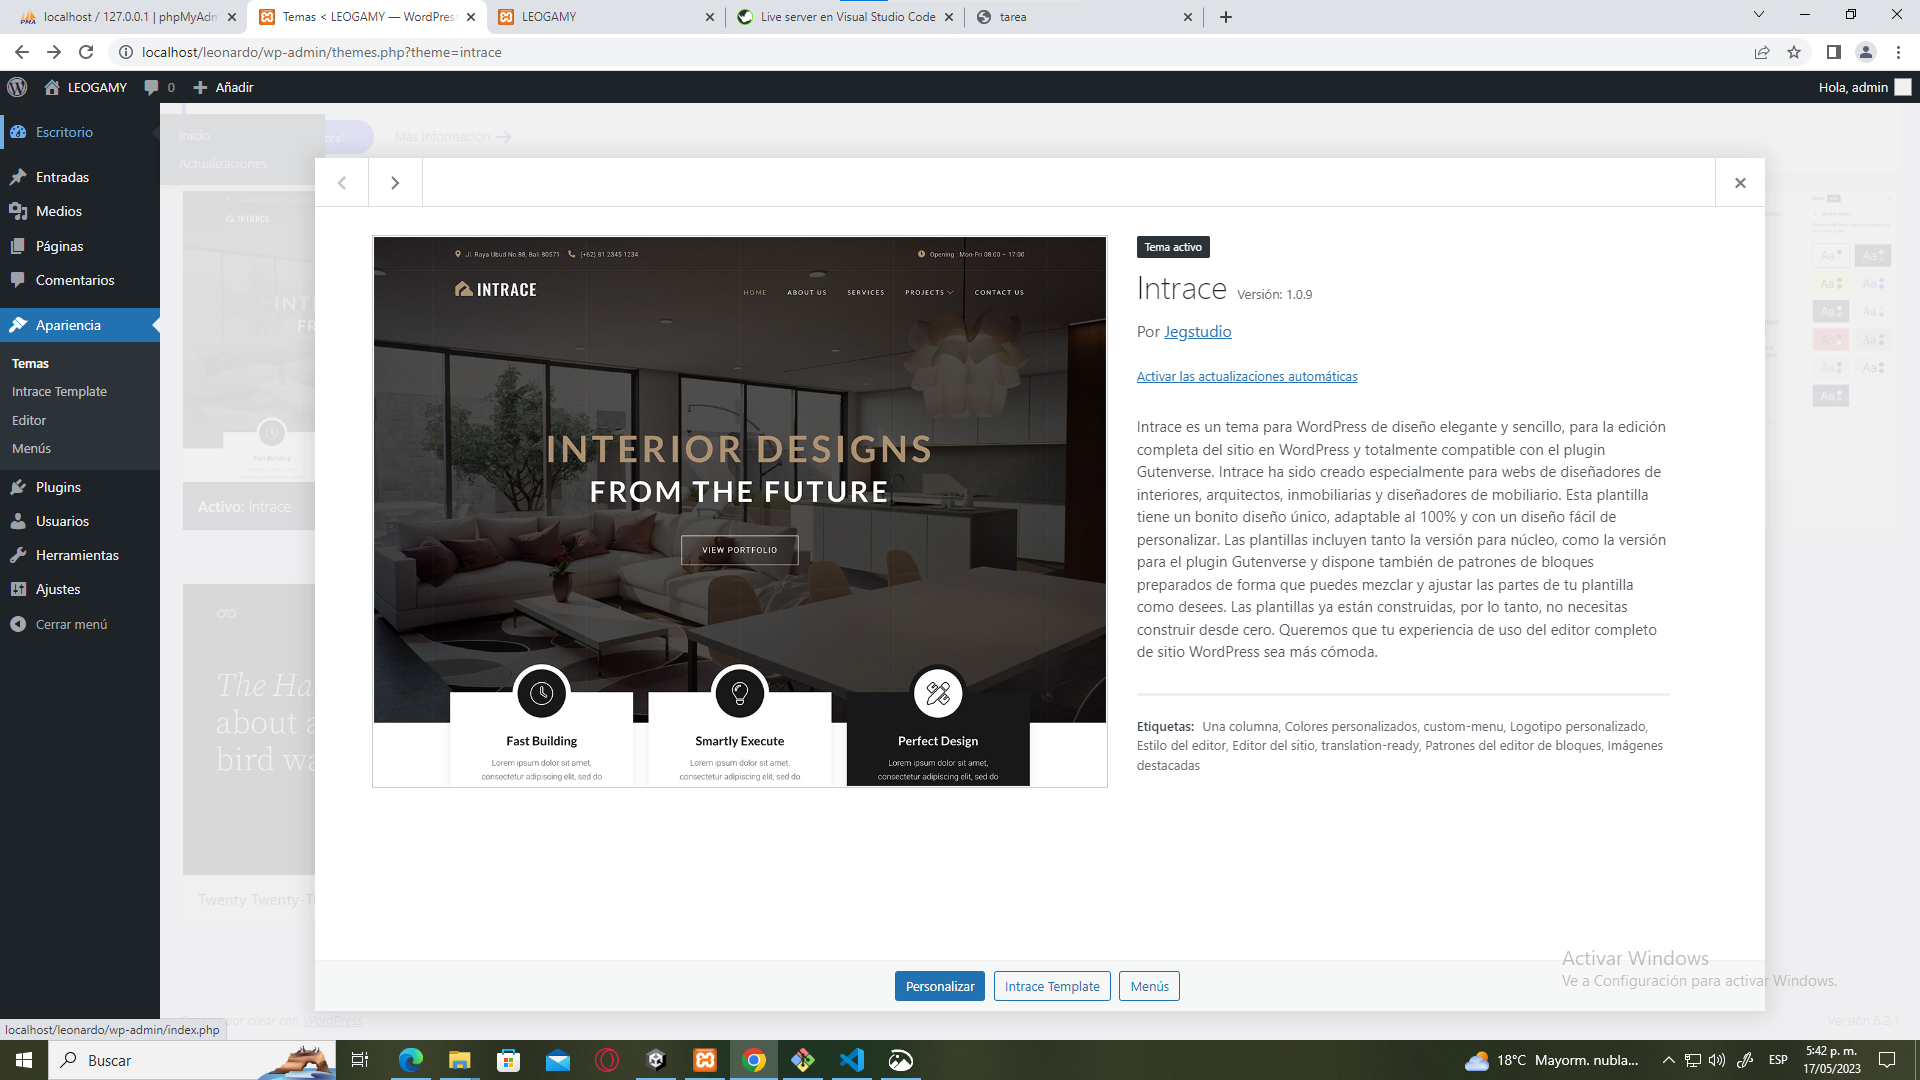 localhost / 127.0.0.1 | phpMyAdm
Temas < LEOGAMY — WordPress
LEOGAMY
Live server en Visual Studio Code
tarea
localhost/leonardo/wp-admin/themes.php?theme=intrace
LEOGAMY
0
Añadir
Hola, admin
Escritorio
Inicio
Actualizaciones
ora!
Más información
Entradas
Medios
Páginas
Comentarios
Apariencia
Temas
Intrace Template
Editor
Menús
Plugins
Usuarios
Herramientas
Ajustes
Cerrar menú
Activo: Intrace
The Ha
about a
bird wa
Twenty Twenty-T
Jl. Raya Ubud No 88, Bali 80571
(+62) 81 2345 1234
Opening : Mon-Fri 08:00 – 17:00
INTRACE
HOME
ABOUT US
SERVICES
PROJECTS
CONTACT US
INTERIOR DESIGNS
FROM THE FUTURE
VIEW PORTFOLIO
Fast Building
Lorem ipsum dolor sit amet,
consectetur adipiscing elit, sed do
Smartly Execute
Lorem ipsum dolor sit amet,
consectetur adipiscing elit, sed do
Perfect Design
Lorem ipsum dolor sit amet,
consectetur adipiscing elit, sed do
Tema activo
Intrace Versión: 1.0.9
Por Jegstudio
Activar las actualizaciones automáticas
Intrace es un tema para WordPress de diseño elegante y sencillo, para la edición
completa del sitio en WordPress y totalmente compatible con el plugin
Gutenverse. Intrace ha sido creado especialmente para webs de diseñadores de
interiores, arquitectos, inmobiliarias y diseñadores de mobiliario. Esta plantilla
tiene un bonito diseño único, adaptable al 100% y con un diseño fácil de
personalizar. Las plantillas incluyen tanto la versión para núcleo, como la versión
para el plugin Gutenverse y dispone también de patrones de bloques
preparados de forma que puedes mezclar y ajustar las partes de tu plantilla
como desees. Las plantillas ya están construidas, por lo tanto, no necesitas
construir desde cero. Queremos que tu experiencia de uso del editor completo
de sitio WordPress sea más cómoda.
Etiquetas: Una columna, Colores personalizados, custom-menu, Logotipo personalizado,
Estilo del editor, Editor del sitio, translation-ready, Patrones del editor de bloques, Imágenes
destacadas
Personalizar
Intrace Template
Menús
Activar Windows
Ve a Configuración para activar Windows.
por crear con WordPress.
Versión 6.2.1
localhost/leonardo/wp-admin/index.php
Buscar
18°C Mayorm. nubla...
ESP
5:42 p. m.
17/05/2023